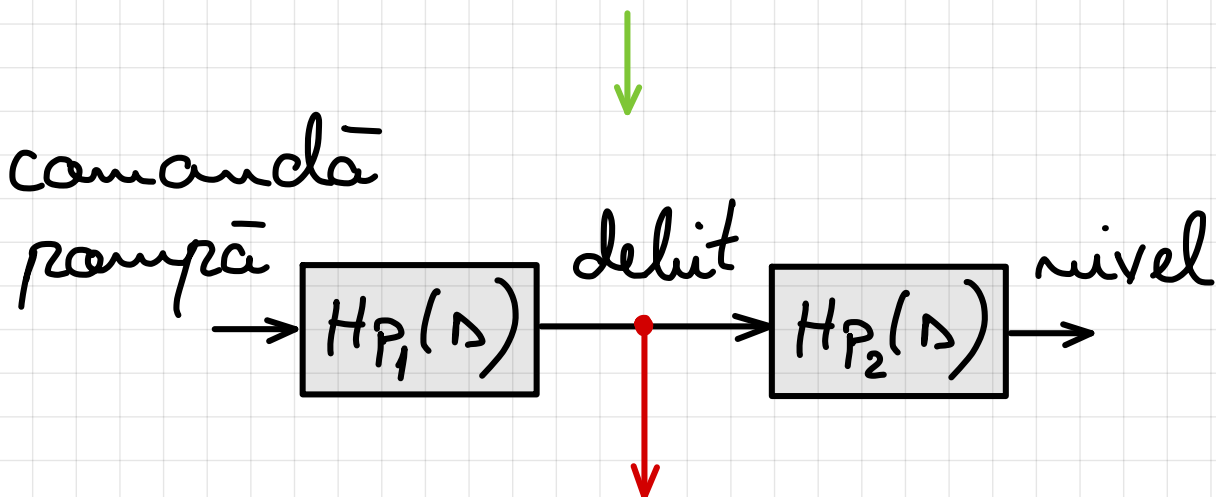 comandă
pompă
debit
nivel
Hp₁(s)
Hp₂(s)